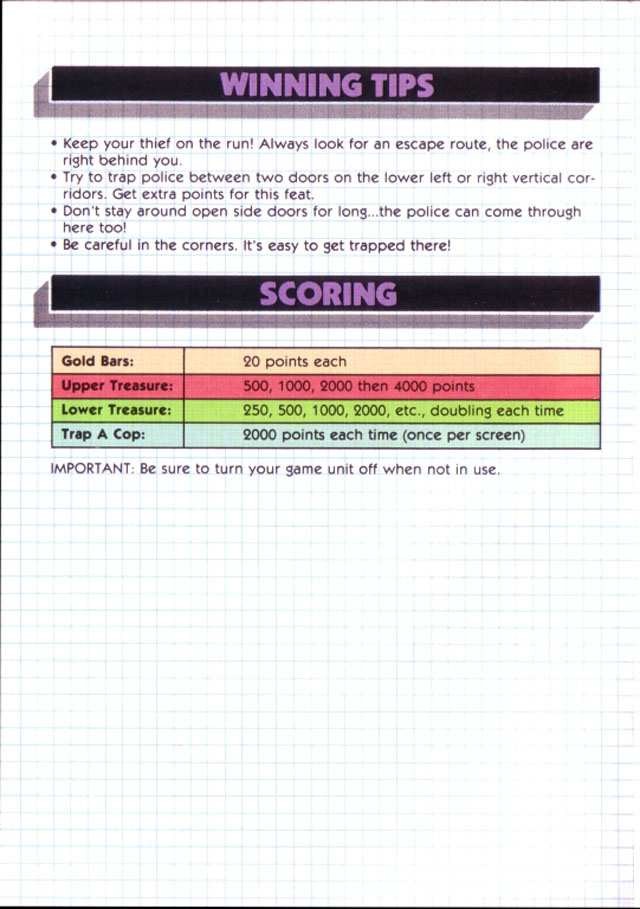 WINNING TIPS
• Keep your thief on the run! Always look for an escape route, the police are
right behind you.
• Try to trap police between two doors on the lower left or right vertical cor-
ridors. Get extra points for this feat.
• Don't stay around open side doors for long...the police can come through
here too!
• Be careful in the corners. It's easy to get trapped there!
SCORING
Gold Bars: 20 points each
Upper Treasure: 500, 1000, 2000 then 4000 points
Lower Treasure: 250, 500, 1000, 2000, etc., doubling each time
Trap A Cop: 2000 points each time (once per screen)
IMPORTANT: Be sure to turn your game unit off when not in use.